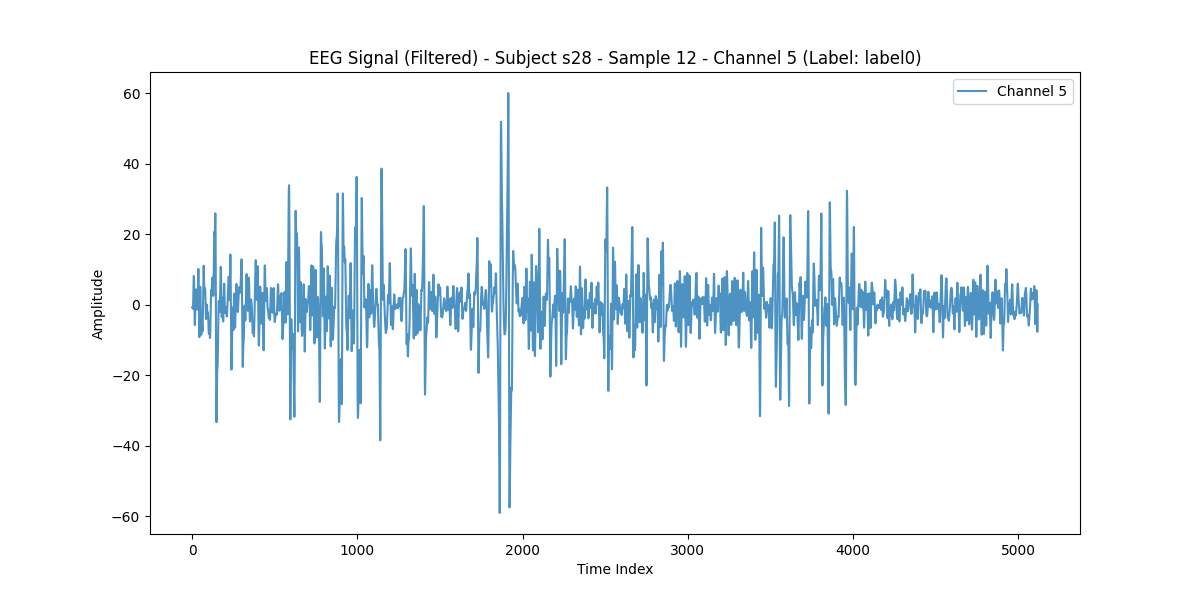 EEG Signal (Filtered) - Subject s28 - Sample 12 - Channel 5 (Label: label0)
Channel 5
60
40
20
0
−20
−40
−60
Amplitude
0 1000 2000 3000 4000 5000
Time Index